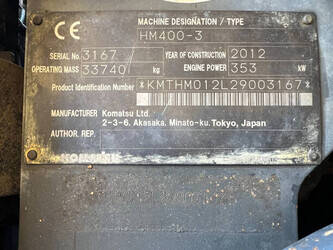 CE MACHINE DESIGNATION / TYPE
HM400-3
SERIAL No. 3167 YEAR OF CONSTRUCTION 2012
OPERATING MASS 33740 kg ENGINE POWER 353 kW
Product Identification Number *KMTHM012L29003167*
MANUFACTURER Komatsu Ltd.
2-3-6, Akasaka, Minato-ku, Tokyo, Japan
AUTHOR. REP.
KOMATSU